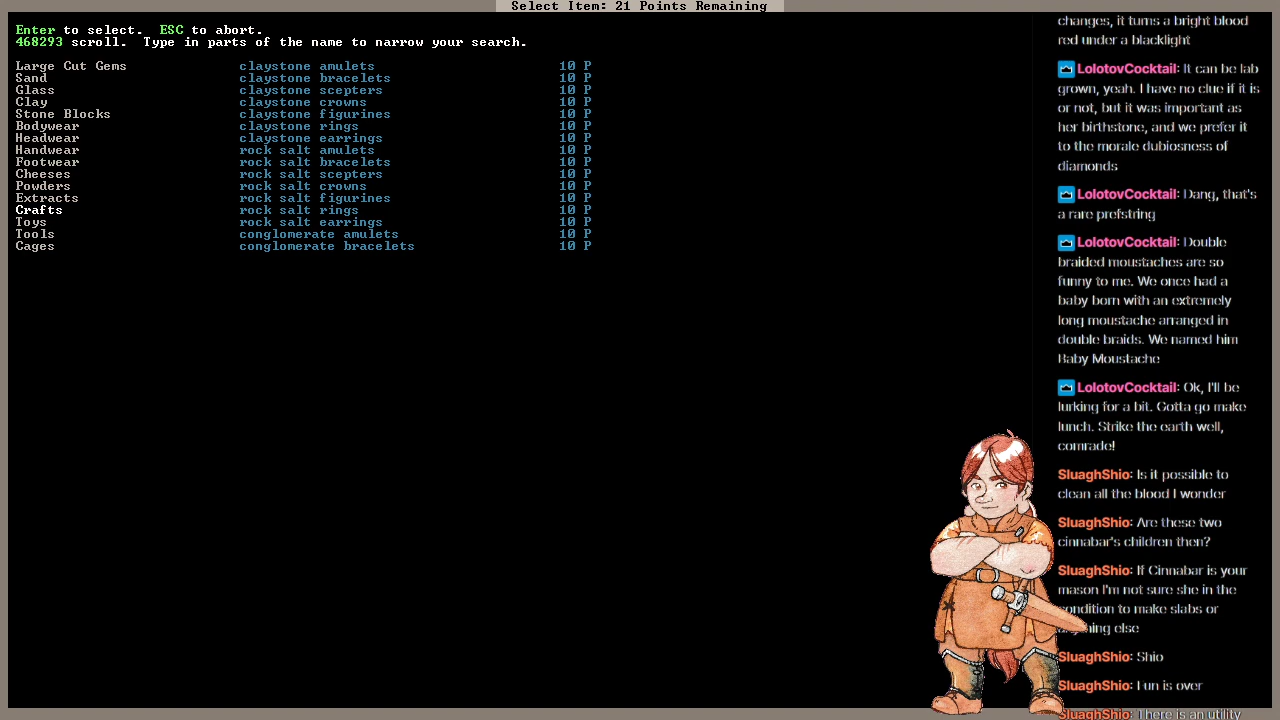 Select Item: 21 Points Remaining
Enter to select.  ESC to abort.
468293 scroll.  Type in parts of the name to narrow your search.
Large Cut Gems claystone amulets 10 P
Sand claystone bracelets 10 P
Glass claystone scepters 10 P
Clay claystone crowns 10 P
Stone Blocks claystone figurines 10 P
Bodywear claystone rings 10 P
Headwear claystone earrings 10 P
Handwear rock salt amulets 10 P
Footwear rock salt bracelets 10 P
Cheeses rock salt scepters 10 P
Powders rock salt crowns 10 P
Extracts rock salt figurines 10 P
Crafts rock salt rings 10 P
Toys rock salt earrings 10 P
Tools conglomerate amulets 10 P
Cages conglomerate bracelets 10 P
changes, it turns a bright blood
red under a blacklight
LolotovCocktail: It can be lab
grown, yeah. I have no clue if it is
or not, but it was important as
her birthstone, and we prefer it
to the morale dubiosness of
diamonds
LolotovCocktail: Dang, that's
a rare prefstring
LolotovCocktail: Double
braided moustaches are so
funny to me. We once had a
baby born with an extremely
long moustache arranged in
double braids. We named him
Baby Moustache
LolotovCocktail: Ok, I'll be
lurking for a bit. Gotta go make
lunch. Strike the earth well,
comrade!
SluaghShio: Is it possible to
clean all the blood I wonder
SluaghShio: Are these two
cinnabar's children then?
SluaghShio: If Cinnabar is your
mason I'm not sure she in the
condition to make slabs or
else
SluaghShio: Shio
SluaghShio: Fun is over
SluaghShio: There is an utility